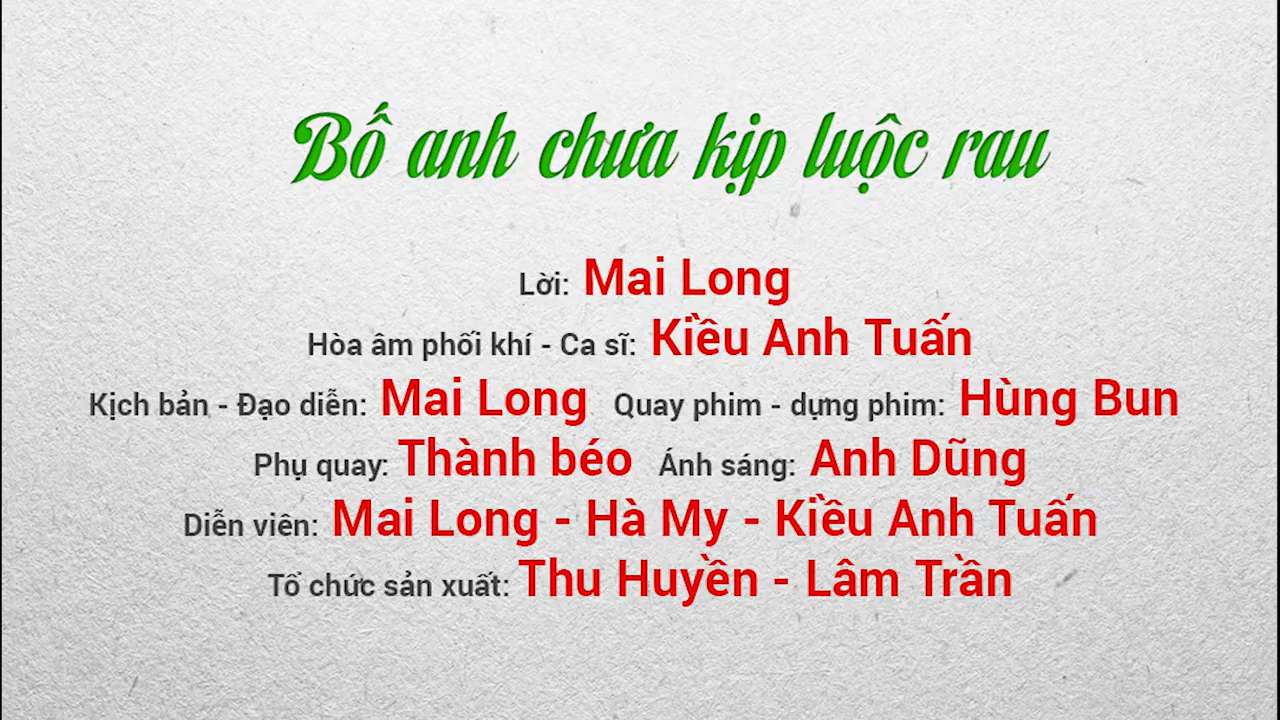 Bố anh chưa kịp luộc rau
Lời: Mai Long
Hòa âm phối khí - Ca sĩ: Kiều Anh Tuấn
Kịch bản - Đạo diễn: Mai Long Quay phim - dựng phim: Hùng Bun
Phụ quay: Thành béo Ánh sáng: Anh Dũng
Diễn viên: Mai Long - Hà My - Kiều Anh Tuấn
Tổ chức sản xuất: Thu Huyền - Lâm Trần